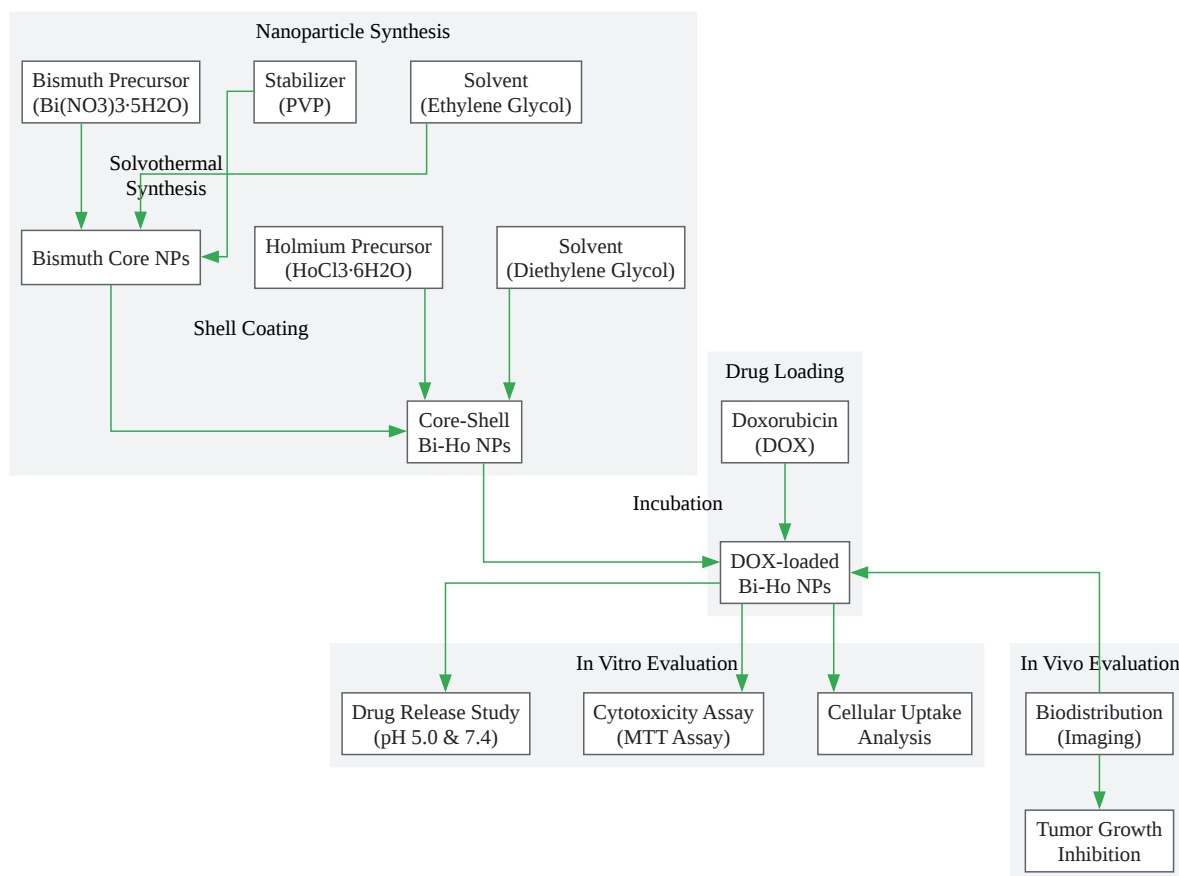 Nanoparticle Synthesis
Bismuth Precursor
(Bi(NO3)3·5H2O)
Stabilizer
(PVP)
Solvent
(Ethylene Glycol)
Solvothermal
Synthesis
Bismuth Core NPs
Holmium Precursor
(HoCl3·6H2O)
Solvent
(Diethylene Glycol)
Shell Coating
Drug Loading
Core-Shell
Bi-Ho NPs
Doxorubicin
(DOX)
Incubation
DOX-loaded
Bi-Ho NPs
In Vitro Evaluation
In Vivo Evaluation
Drug Release Study
(pH 5.0 & 7.4)
Cytotoxicity Assay
(MTT Assay)
Cellular Uptake
Analysis
Biodistribution
(Imaging)
Tumor Growth
Inhibition